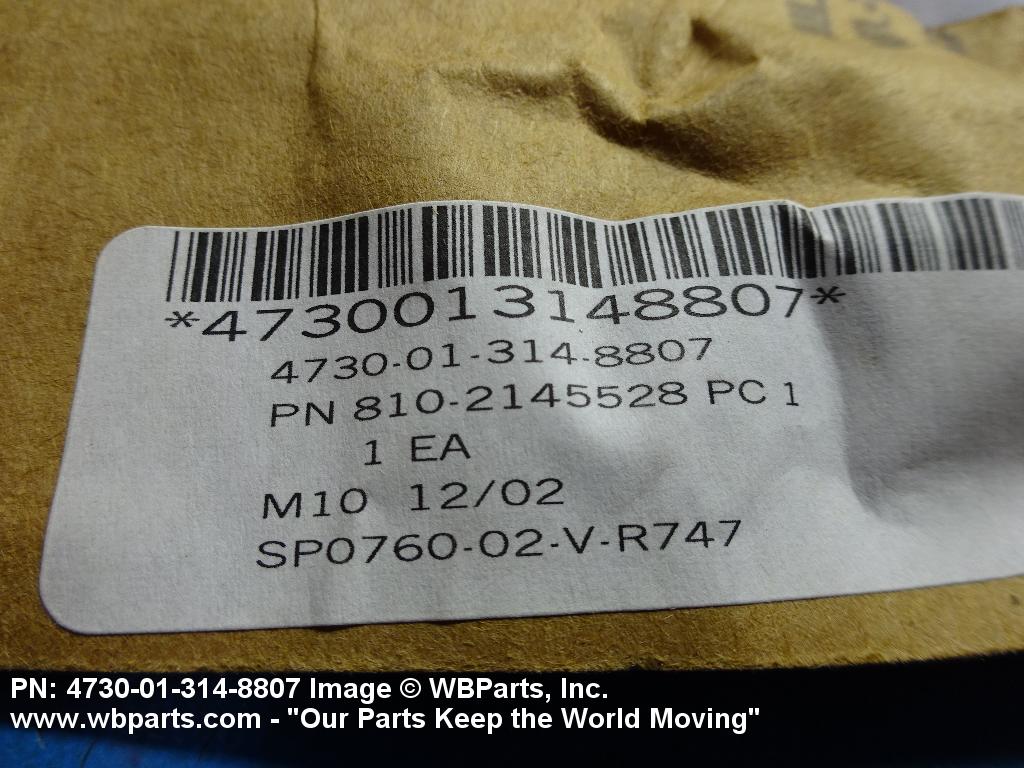 *4730013148807*
4730-01-314-8807
PN 810-2145528 PC 1
1 EA
M10 12/02
SP0760-02-V-R747
PN: 4730-01-314-8807 Image © WBParts, Inc.
www.wbparts.com - "Our Parts Keep the World Moving"